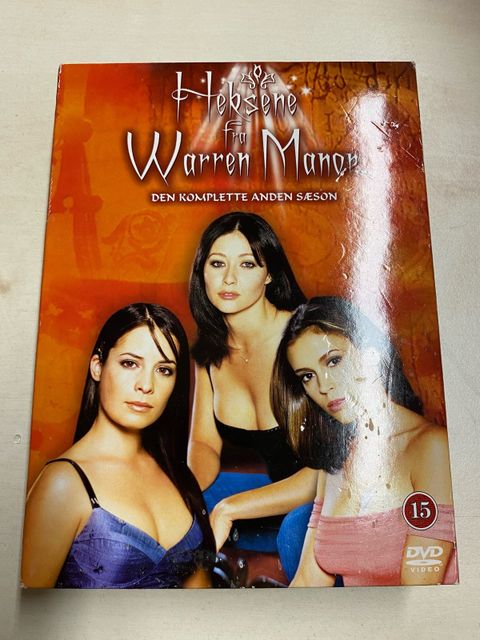 Heksene
fra
Warren Manor
DEN KOMPLETTE ANDEN SÆSON
15
DVD
VIDEO